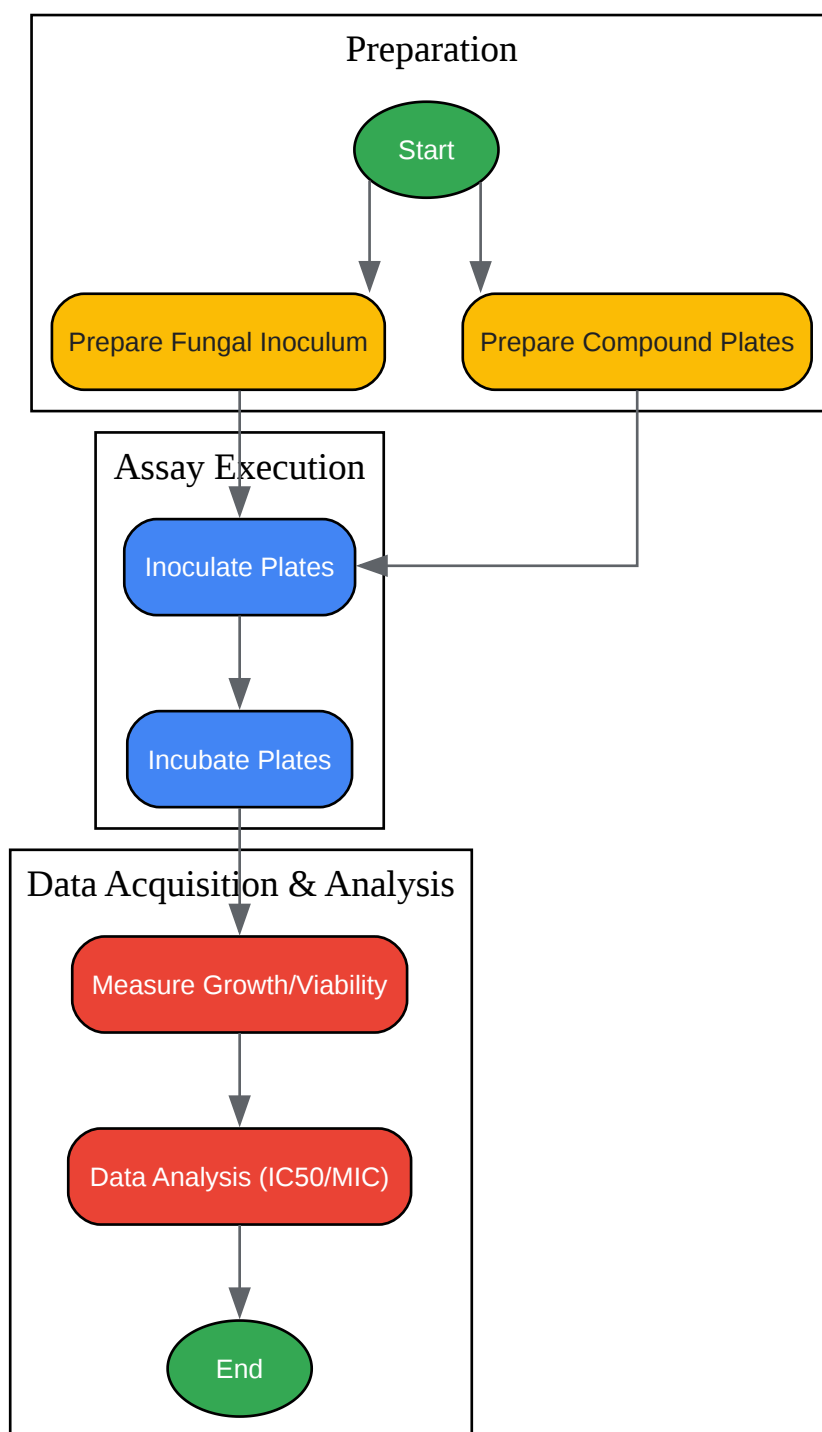 Preparation
Start
Prepare Fungal Inoculum
Prepare Compound Plates
Assay Execution
Inoculate Plates
Incubate Plates
Data Acquisition & Analysis
Measure Growth/Viability
Data Analysis (IC50/MIC)
End